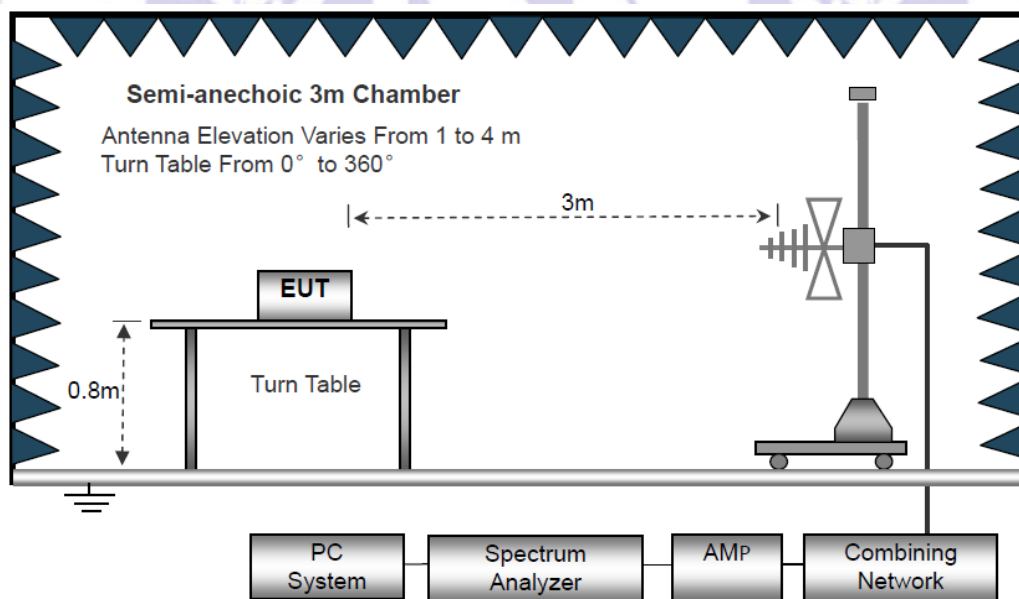 Semi-anechoic 3m Chamber
Antenna Elevation Varies From 1 to 4 m
Turn Table From 0° to 360°
3m
EUT
0.8m
Turn Table
PC
System
Spectrum
Analyzer
AMP
Combining
Network